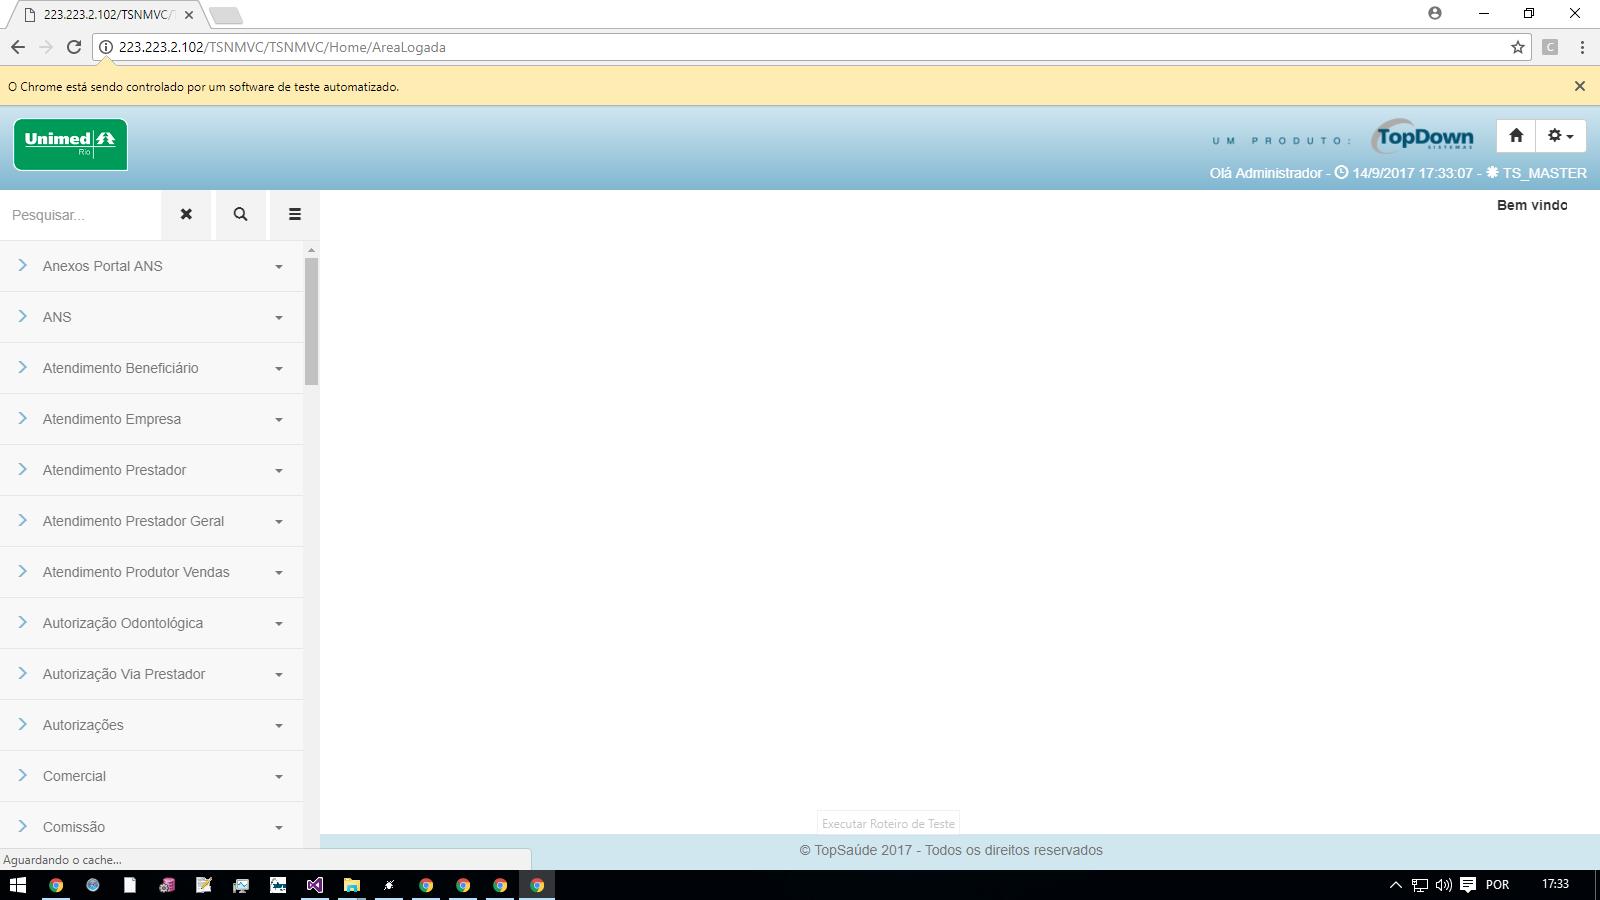 223.223.2.102/TSNMVC/
223.223.2.102/TSNMVC/TSNMVC/Home/AreaLogada
C
O Chrome está sendo controlado por um software de teste automatizado.
Unimed
Rio
UM PRODUTO:
TopDown
SISTEMAS
Olá Administrador - 14/9/2017 17:33:07 - TS_MASTER
Pesquisar...
Bem vindo
Anexos Portal ANS
ANS
Atendimento Beneficiário
Atendimento Empresa
Atendimento Prestador
Atendimento Prestador Geral
Atendimento Produtor Vendas
Autorização Odontológica
Autorização Via Prestador
Autorizações
Comercial
Comissão
Executar Roteiro de Teste
© TopSaúde 2017 - Todos os direitos reservados
Aguardando o cache...
POR
17:33